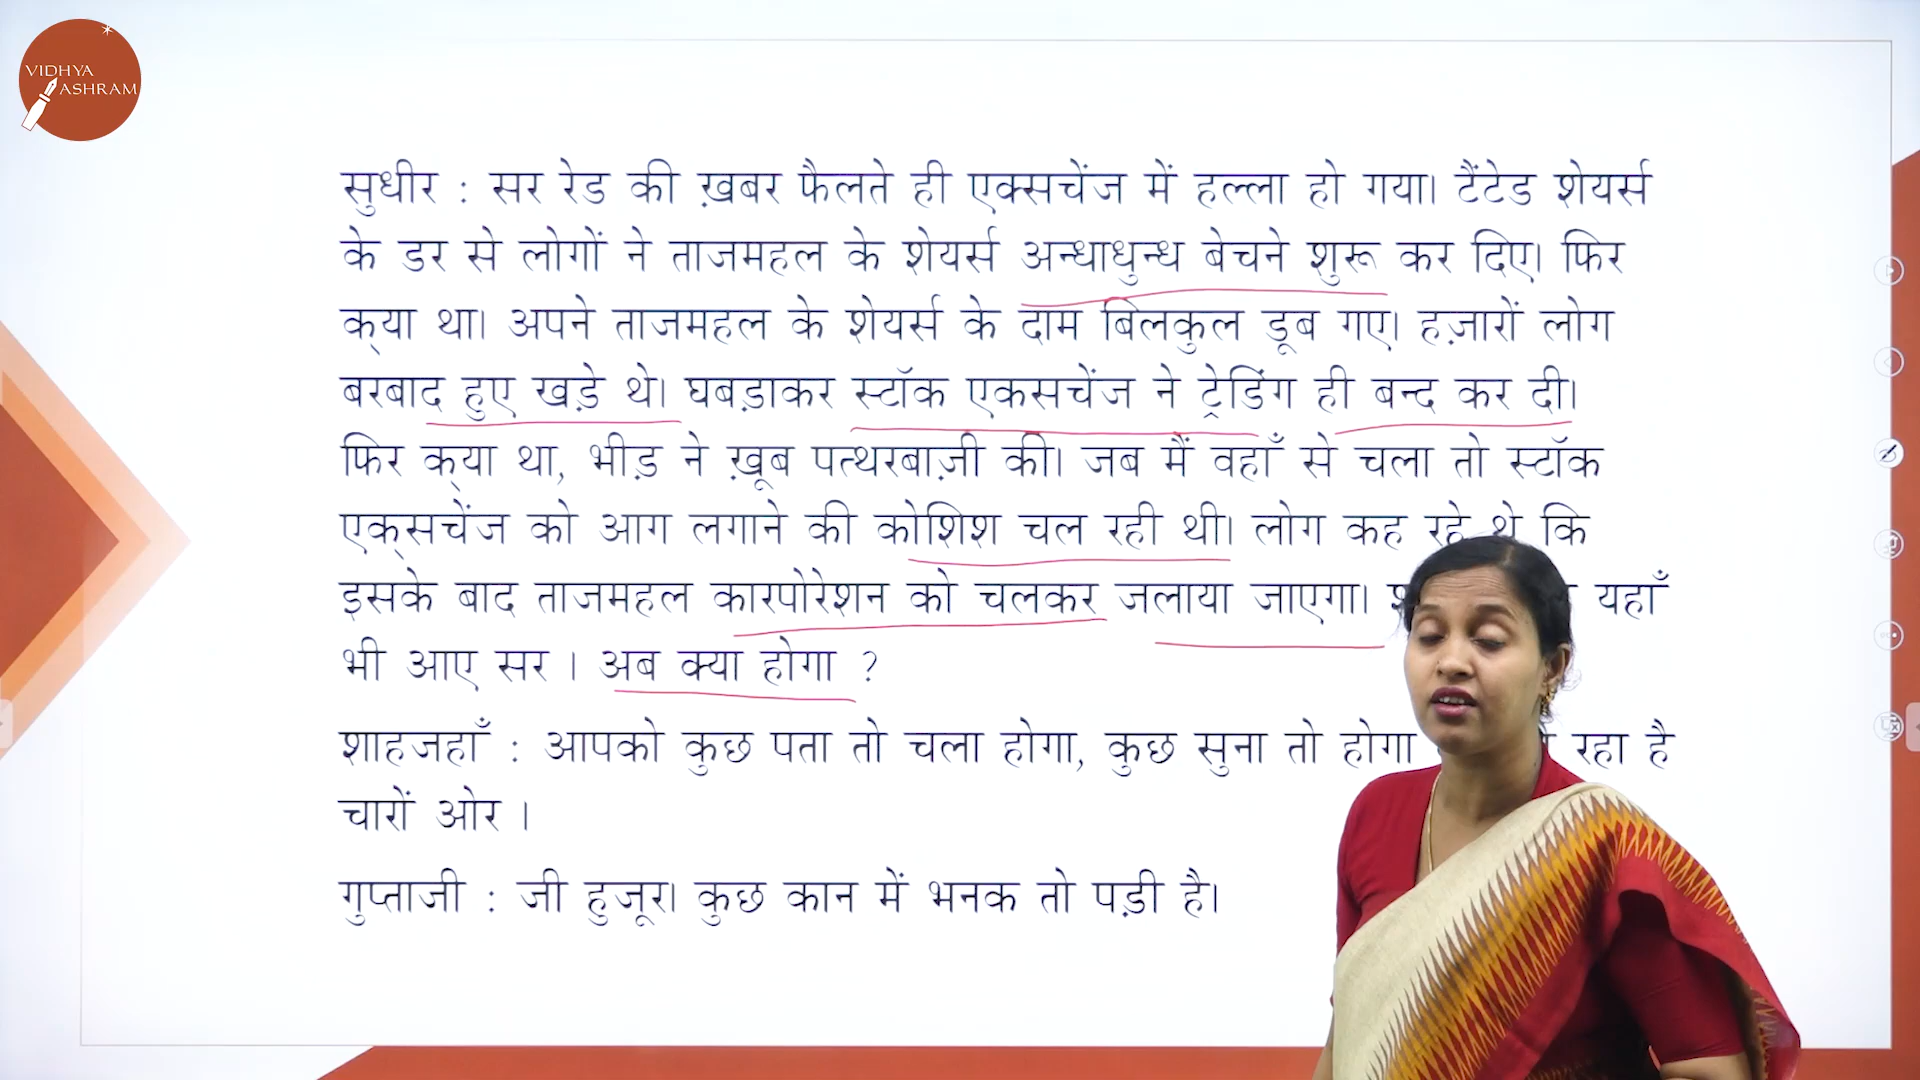 VIDHYA
ASHRAM
सुधीर : सर रेड की ख़बर फैलते ही एक्सचेंज में हल्ला हो गया। टैंटेड शेयर्स
के डर से लोगों ने ताजमहल के शेयर्स अन्धाधुन्ध बेचने शुरू कर दिए। फिर
क्या था। अपने ताजमहल के शेयर्स के दाम बिलकुल डूब गए। हज़ारों लोग
बरबाद हुए खड़े थे। घबड़ाकर स्टॉक एकसचेंज ने ट्रेडिंग ही बन्द कर दी।
फिर क्या था, भीड़ ने ख़ूब पत्थरबाज़ी की। जब मैं वहाँ से चला तो स्टॉक
एक्सचेंज को आग लगाने की कोशिश चल रही थी। लोग कह रहे थे कि
इसके बाद ताजमहल कारपोरेशन को चलकर जलाया जाएगा। यहाँ
भी आए सर । अब क्या होगा ?
शाहजहाँ : आपको कुछ पता तो चला होगा, कुछ सुना तो होगा रहा है
चारों ओर ।
गुप्ताजी : जी हुजूर। कुछ कान में भनक तो पड़ी है।